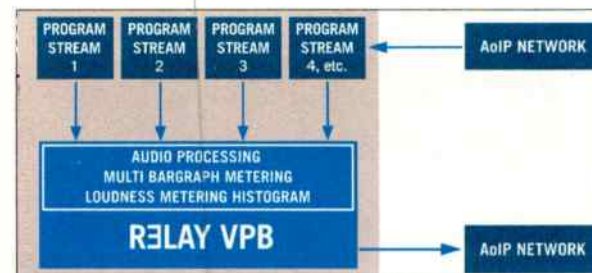 PROGRAM STREAM 1
PROGRAM STREAM 2
PROGRAM STREAM 3
PROGRAM STREAM 4, etc.
AoIP NETWORK
AUDIO PROCESSING
MULTI BARGRAPH METERING
LOUDNESS METERING HISTOGRAM
RƎLAY VPB
AoIP NETWORK